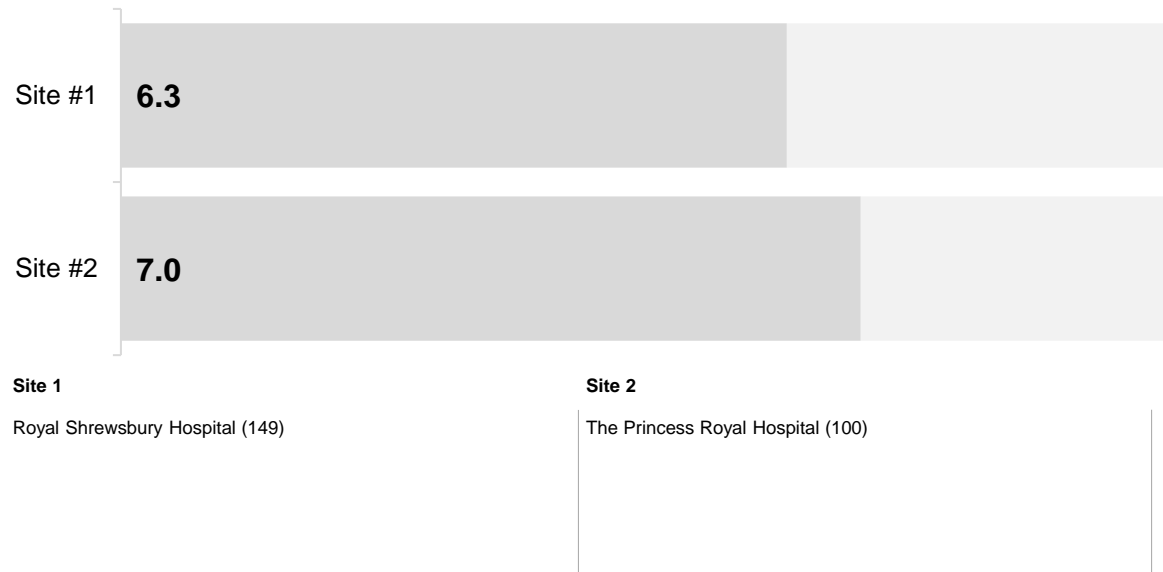 Site #1 6.3
Site #2 7.0
Site 1
Royal Shrewsbury Hospital (149)
Site 2
The Princess Royal Hospital (100)